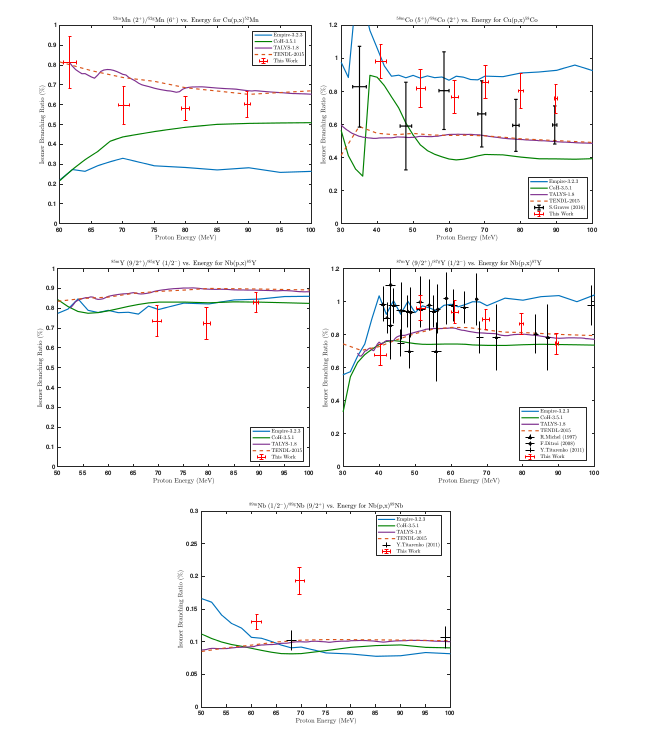 ⁵²ᵐMn (2⁺)/⁵²ᵍMn (6⁺) vs. Energy for Cu(p,x)⁵²Mn
Isomer Branching Ratio (%)
1
0.9
0.8
0.7
0.6
0.5
0.4
0.3
0.2
0.1
0
Empire-3.2.3
CoH-3.5.1
TALYS-1.8
TENDL-2015
This Work
60 65 70 75 80 85 90 95 100
Proton Energy (MeV)
⁵⁸ᵐCo (5⁺)/⁵⁸ᵍCo (2⁺) vs. Energy for Cu(p,x)⁵⁸Co
Isomer Branching Ratio (%)
1.2
1
0.8
0.6
0.4
0.2
0
Empire-3.2.3
CoH-3.5.1
TALYS-1.8
TENDL-2015
S.Graves (2016)
This Work
30 40 50 60 70 80 90 100
Proton Energy (MeV)
⁸⁵ᵐY (9/2⁺)/⁸⁵ᵍY (1/2⁻) vs. Energy for Nb(p,x)⁸⁵Y
Isomer Branching Ratio (%)
1
0.9
0.8
0.7
0.6
0.5
0.4
0.3
0.2
0.1
0
Empire-3.2.3
CoH-3.5.1
TALYS-1.8
TENDL-2015
This Work
50 55 60 65 70 75 80 85 90 95 100
Proton Energy (MeV)
⁸⁷ᵐY (9/2⁺)/⁸⁷ᵍY (1/2⁻) vs. Energy for Nb(p,x)⁸⁷Y
Isomer Branching Ratio (%)
1.2
1
0.8
0.6
0.4
0.2
0
Empire-3.2.3
CoH-3.5.1
TALYS-1.8
TENDL-2015
R.Michel (1997)
F.Ditroi (2008)
Y.Titarenko (2011)
This Work
30 40 50 60 70 80 90 100
Proton Energy (MeV)
⁸⁹ᵐNb (1/2⁻)/⁸⁹ᵍNb (9/2⁺) vs. Energy for Nb(p,x)⁸⁹Nb
Isomer Branching Ratio (%)
0.3
0.25
0.2
0.15
0.1
0.05
0
Empire-3.2.3
CoH-3.5.1
TALYS-1.8
TENDL-2015
Y.Titarenko (2011)
This Work
50 55 60 65 70 75 80 85 90 95 100
Proton Energy (MeV)